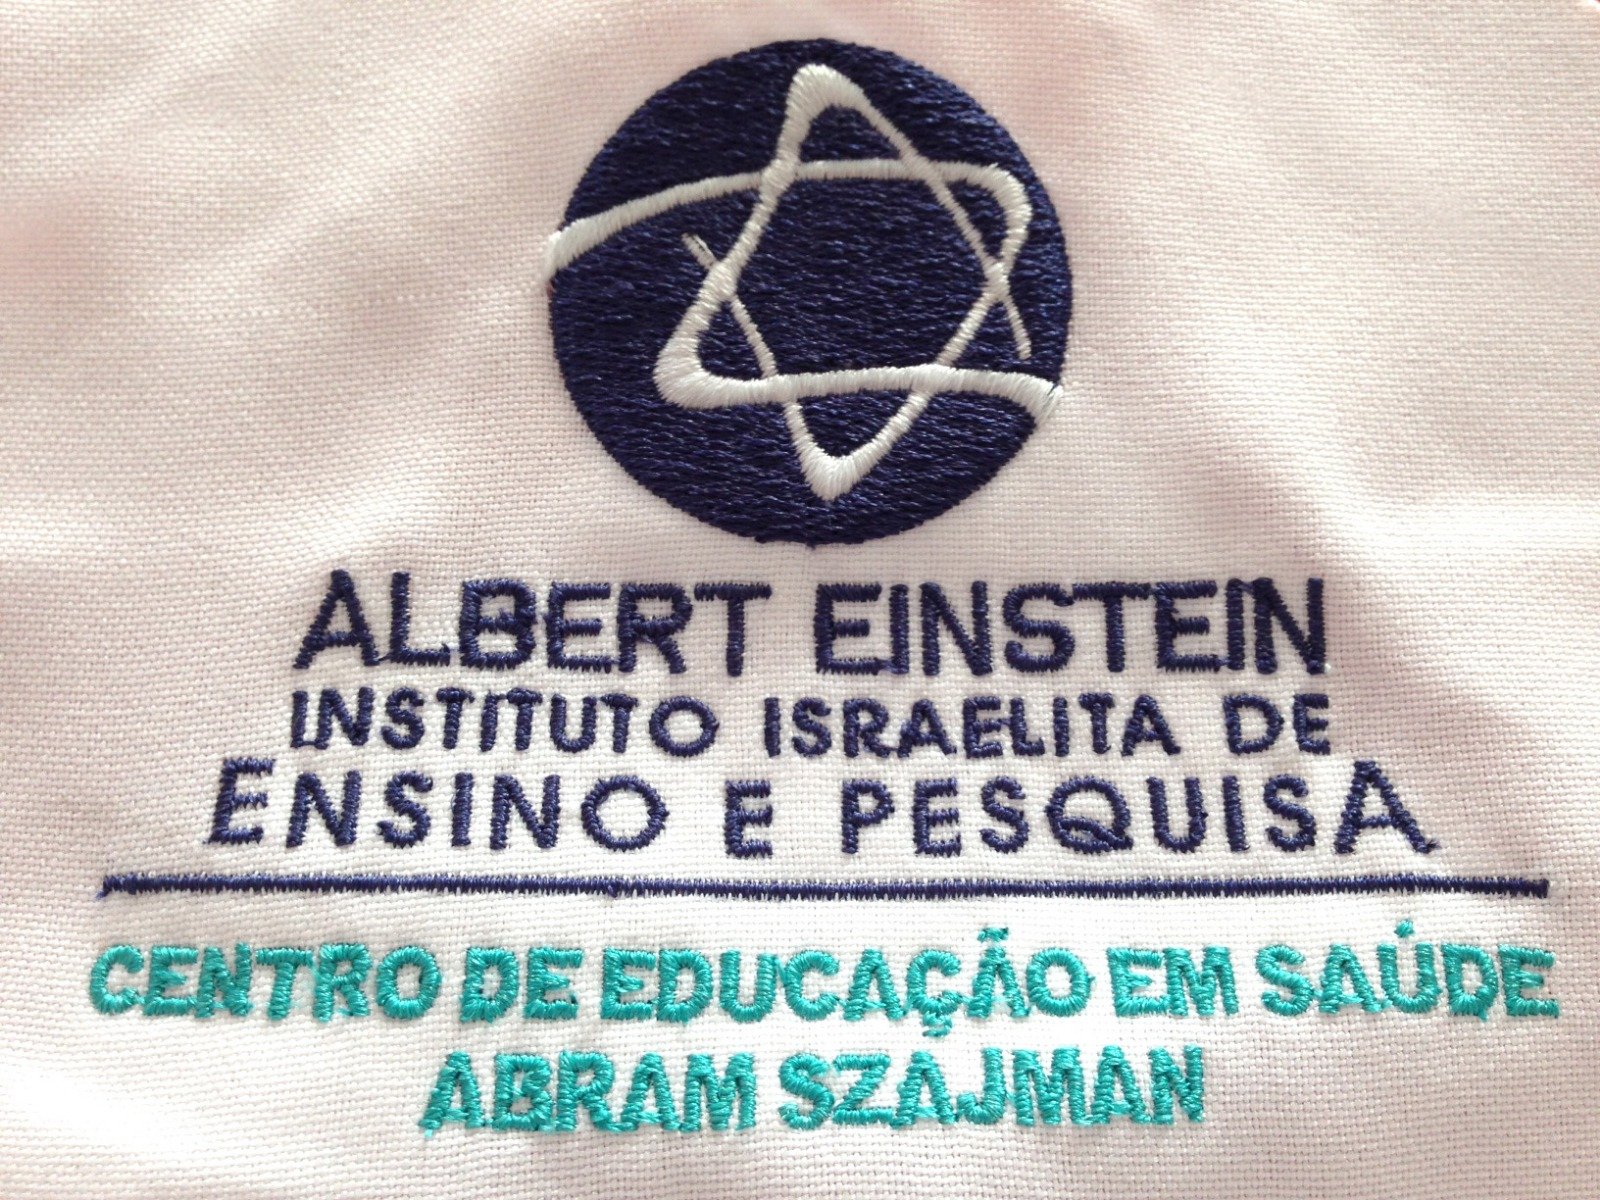 ALBERT EINSTEIN
INSTITUTO ISRAELITA DE
ENSINO E PESQUISA
CENTRO DE EDUCAÇÃO EM SAÚDE
ABRAM SZAJMAN